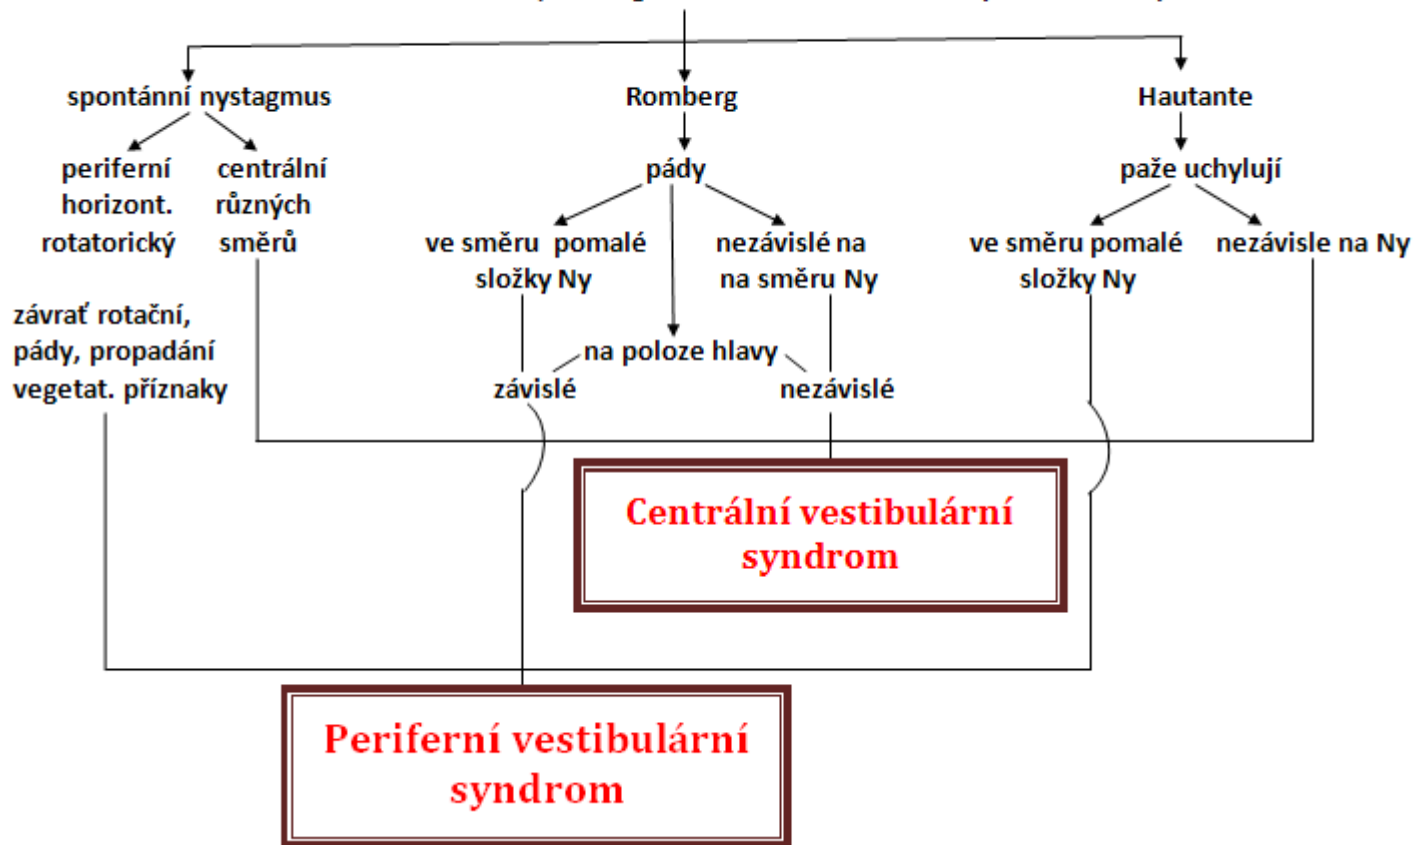 spontánní nystagmus
Romberg
Hautante
periferní
horizont.
rotatorický
centrální
různých
směrů
pády
paže uchylují
ve směru pomalé
složky Ny
nezávislé na
na směru Ny
ve směru pomalé
složky Ny
nezávisle na Ny
závrať rotační,
pády, propadání
vegetat. příznaky
na poloze hlavy
závislé
nezávislé
Centrální vestibulární
syndrom
Periferní vestibulární
syndrom